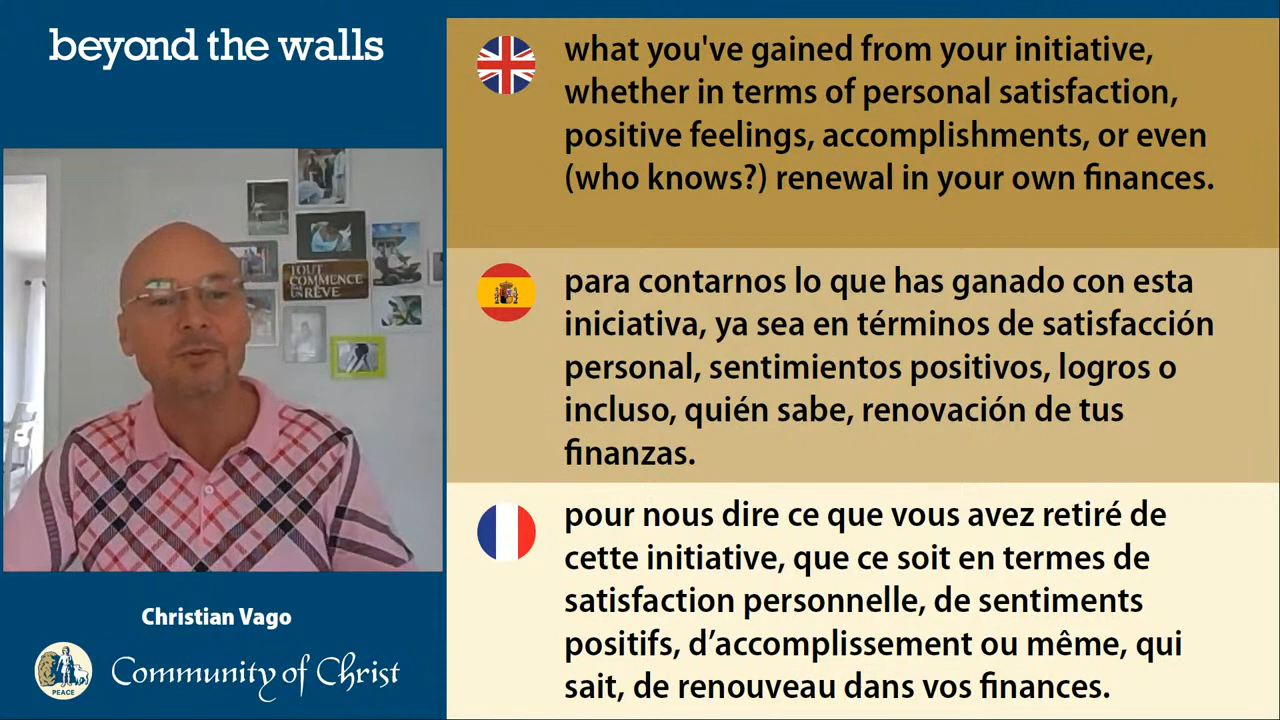 beyond the walls
what you've gained from your initiative,
whether in terms of personal satisfaction,
positive feelings, accomplishments, or even
(who knows?) renewal in your own finances.
para contarnos lo que has ganado con esta
iniciativa, ya sea en términos de satisfacción
personal, sentimientos positivos, logros o
incluso, quién sabe, renovación de tus
finanzas.
pour nous dire ce que vous avez retiré de
cette initiative, que ce soit en termes de
satisfaction personnelle, de sentiments
positifs, d’accomplissement ou même, qui
sait, de renouveau dans vos finances.
TOUT
COMMENCE
PAR
UN RÊVE
Christian Vago
PEACE
Community of Christ